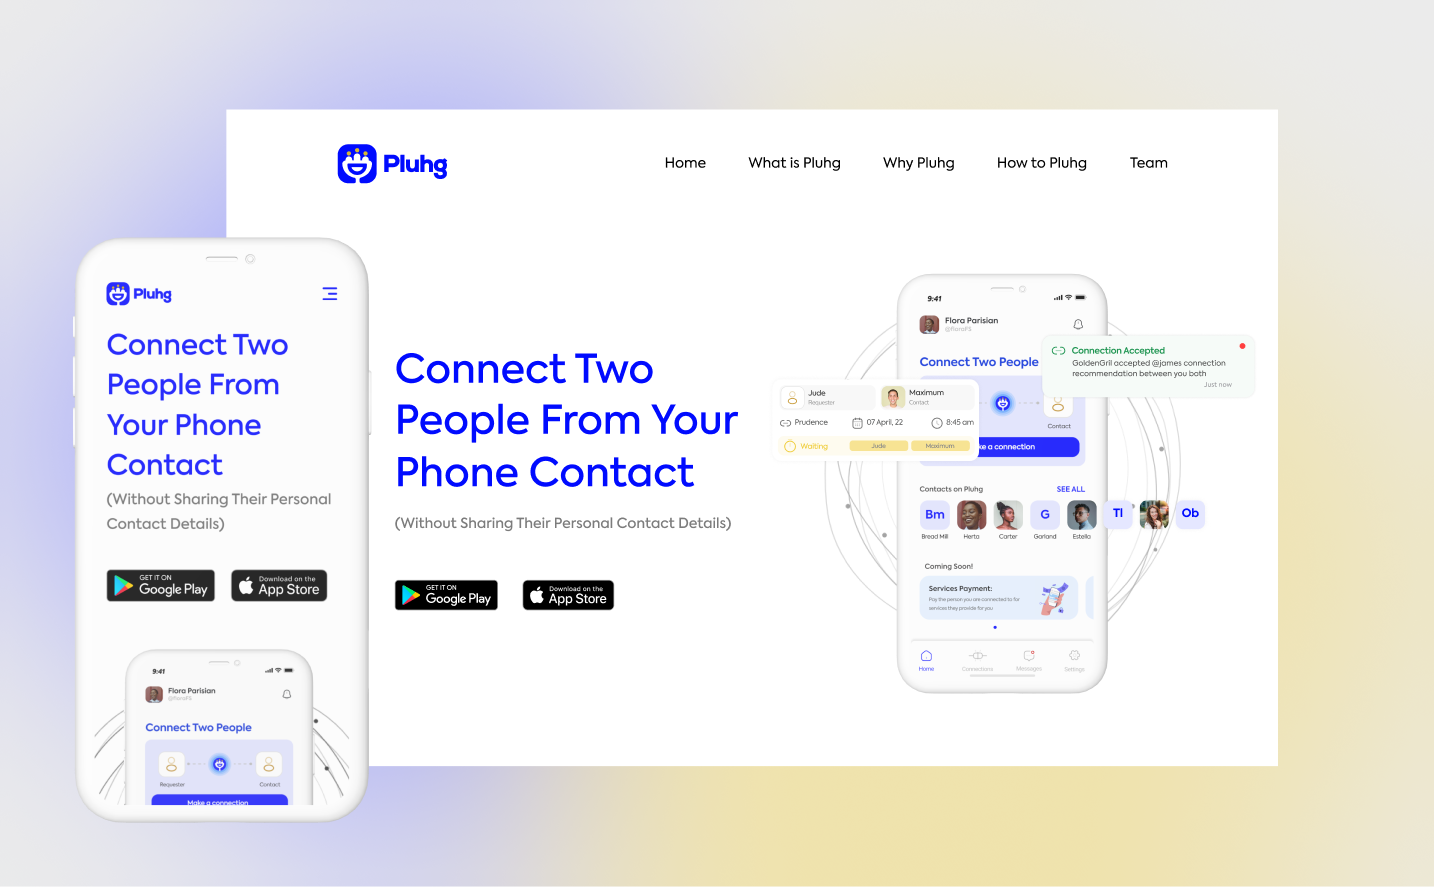 Pluhg
Home
What is Pluhg
Why Pluhg
How to Pluhg
Team
Pluhg
Connect Two
People From
Your Phone
Contact
(Without Sharing Their Personal
Contact Details)
GET IT ON
Google Play
Download on the
App Store
9:41
Flora Parisian
@floraFSj
Connect Two People
Requester
Contact
Make a connection
Connect Two
People From Your
Phone Contact
(Without Sharing Their Personal Contact Details)
GET IT ON
Google Play
Download on the
App Store
9:41
Flora Parisian
Connect Two People
Connection Accepted
GoldenGril accepted @james connection
recommendation between you both
Just now
Jude
Requester
Maximum
Contact
Prudence
07 April, 22
8:45 am
Waiting
Jude
Maximum
Contact
ke a connection
Contacts on Pluhg
SEE ALL
Bm
G
Tl
Ob
Bread Mill
Herta
Carter
Garland
Estella
Coming Soon!
Services Payment:
Pay the person you are connected to for
services they provide for you
Home
Connections
Messages
Settings